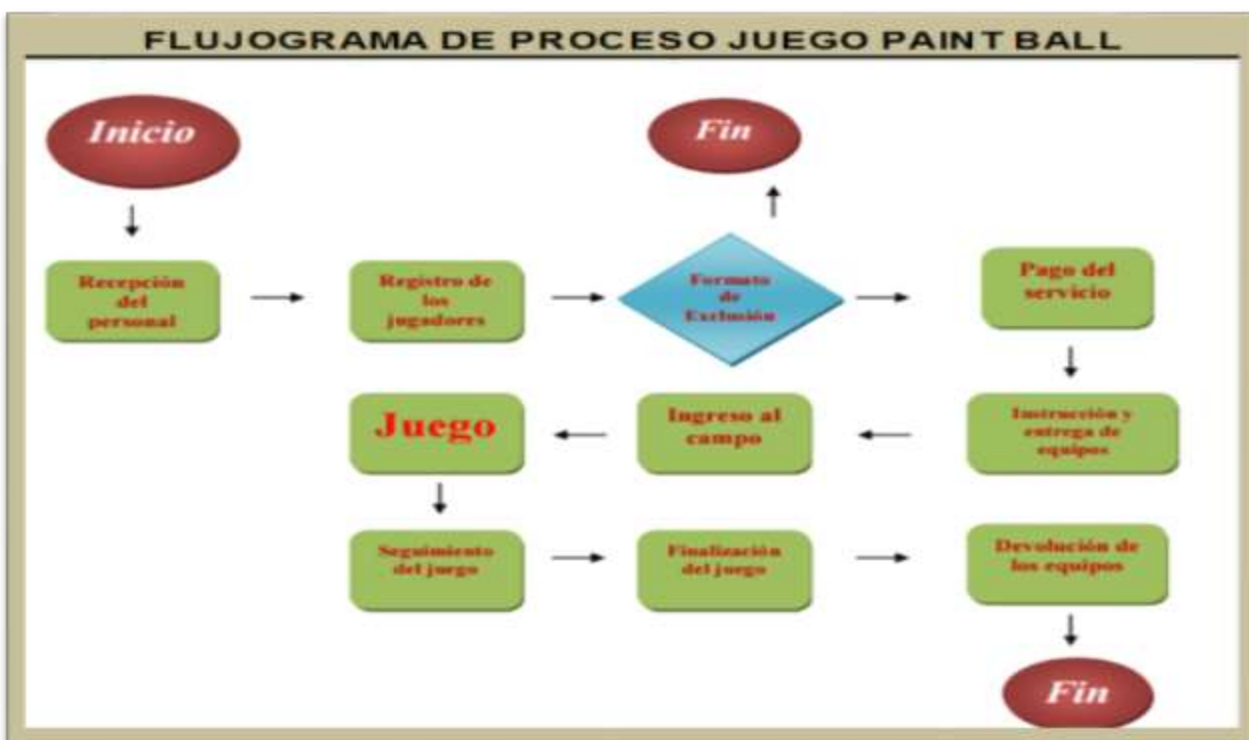 FLUJOGRAMA DE PROCESO JUEGO PAINT BALL
Inicio
Fin
Recepción
del
personal
Registro de
los
jugadores
Formato
de
Exclusión
Pago del
servicio
Instrucción y
entrega de
equipos
Ingreso al
campo
Juego
Seguimiento
del juego
Finalización
del juego
Devolución de
los equipos
Fin